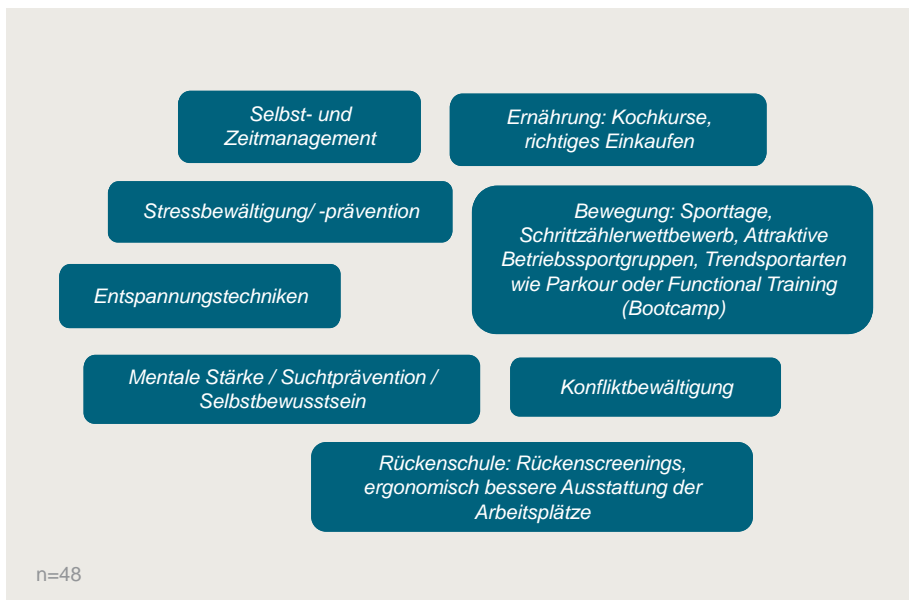 Selbst- und
Zeitmanagement
Ernährung: Kochkurse,
richtiges Einkaufen
Stressbewältigung/ -prävention
Bewegung: Sporttage,
Schrittzählerwettbewerb, Attraktive
Betriebssportgruppen, Trendsportarten
wie Parkour oder Functional Training
(Bootcamp)
Entspannungstechniken
Mentale Stärke / Suchtprävention /
Selbstbewusstsein
Konfliktbewältigung
Rückenschule: Rückenscreenings,
ergonomisch bessere Ausstattung der
Arbeitsplätze
n=48